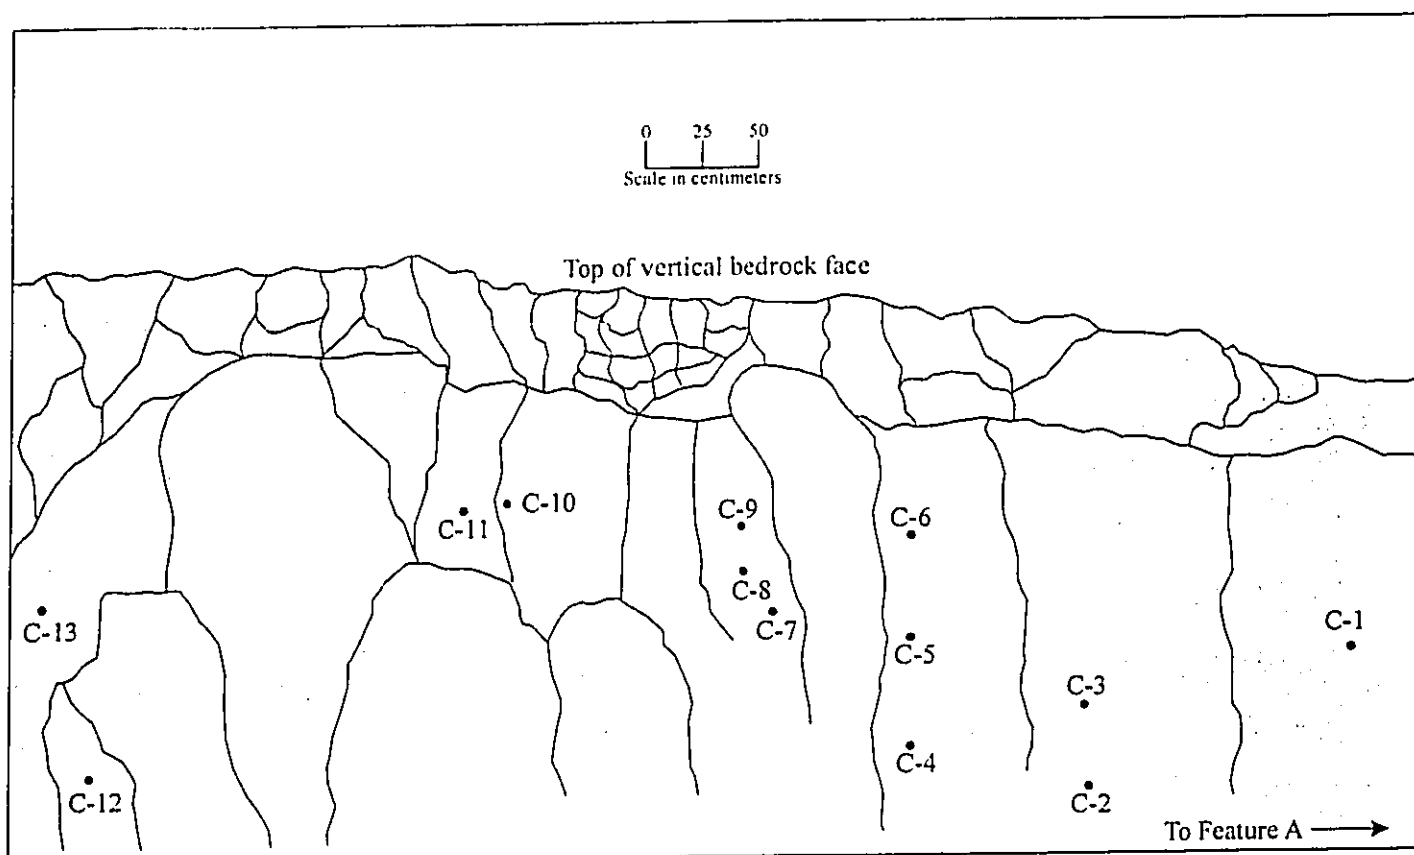 0 25 50
Scale in centimeters
Top of vertical bedrock face
C-10
C-11
C-9
C-6
C-8
C-7
C-13
C-1
C-5
C-3
C-4
C-12
C-2
To Feature A